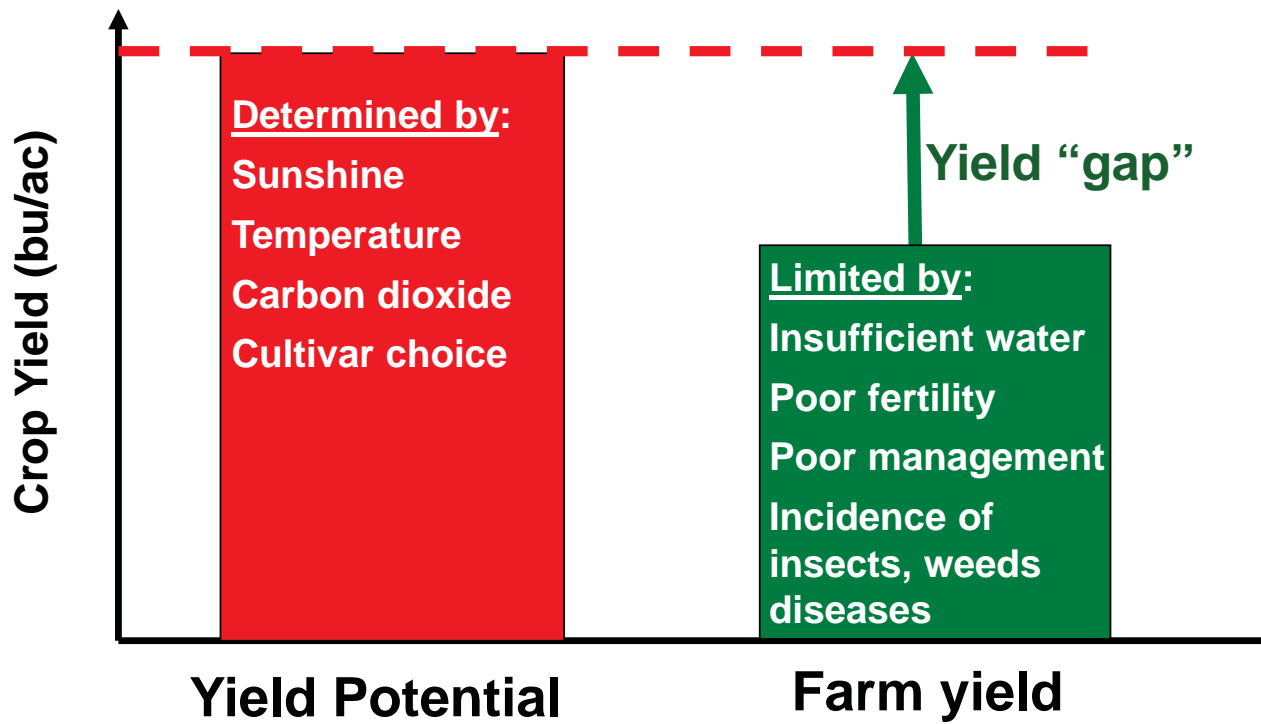 Crop Yield (bu/ac)
Determined by:
Sunshine
Temperature
Carbon dioxide
Cultivar choice
Yield “gap”
Limited by:
Insufficient water
Poor fertility
Poor management
Incidence of
insects, weeds
diseases
Yield Potential
Farm yield